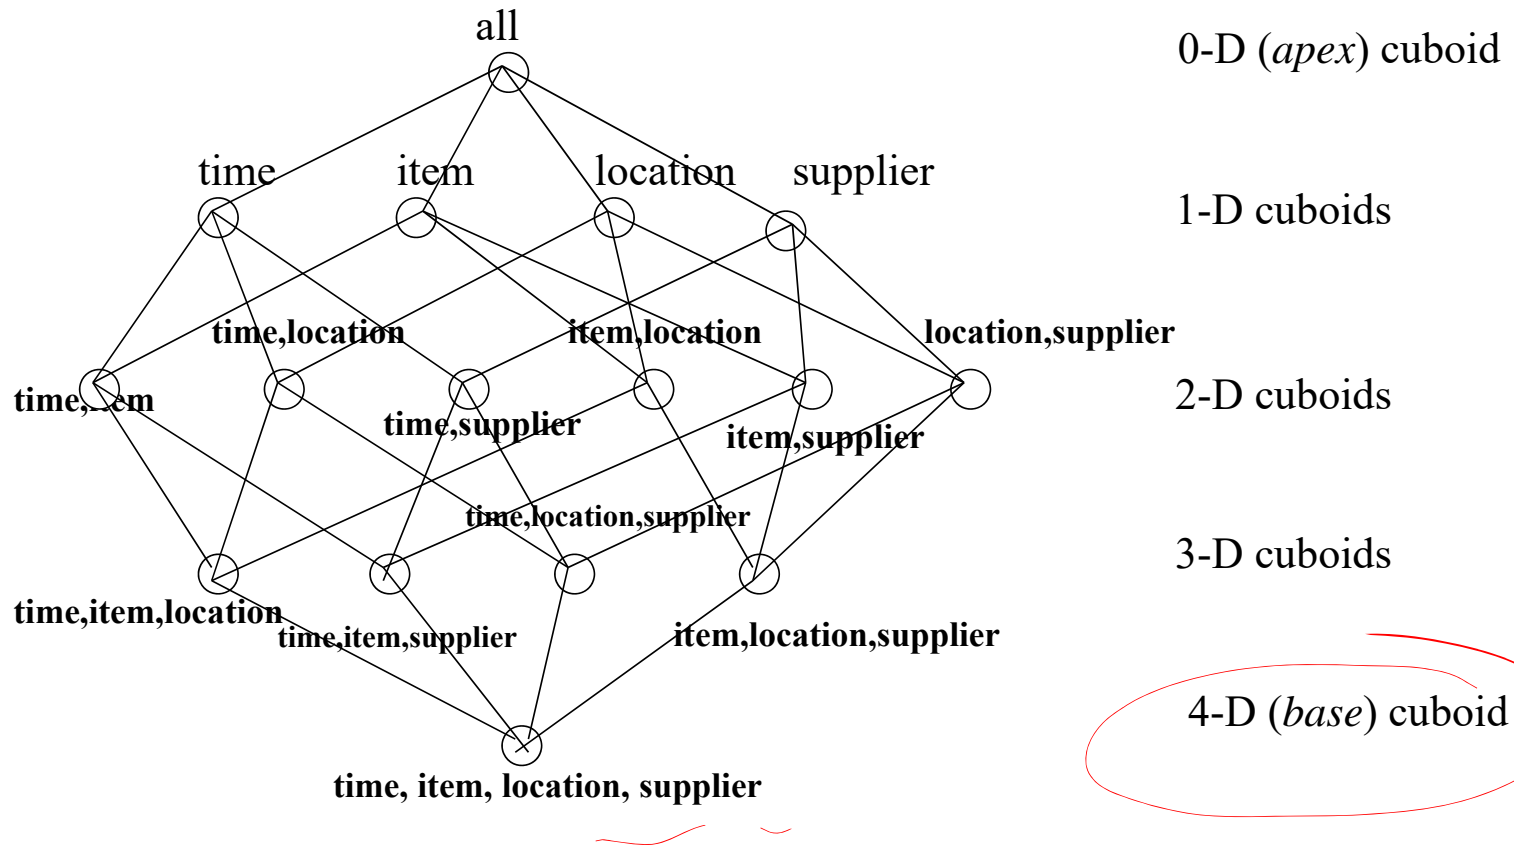 all
0-D (apex) cuboid
time
item
location
supplier
1-D cuboids
time,location
item,location
location,supplier
time,item
2-D cuboids
time,supplier
item,supplier
time,location,supplier
3-D cuboids
time,item,location
time,item,supplier
item,location,supplier
4-D (base) cuboid
time, item, location, supplier